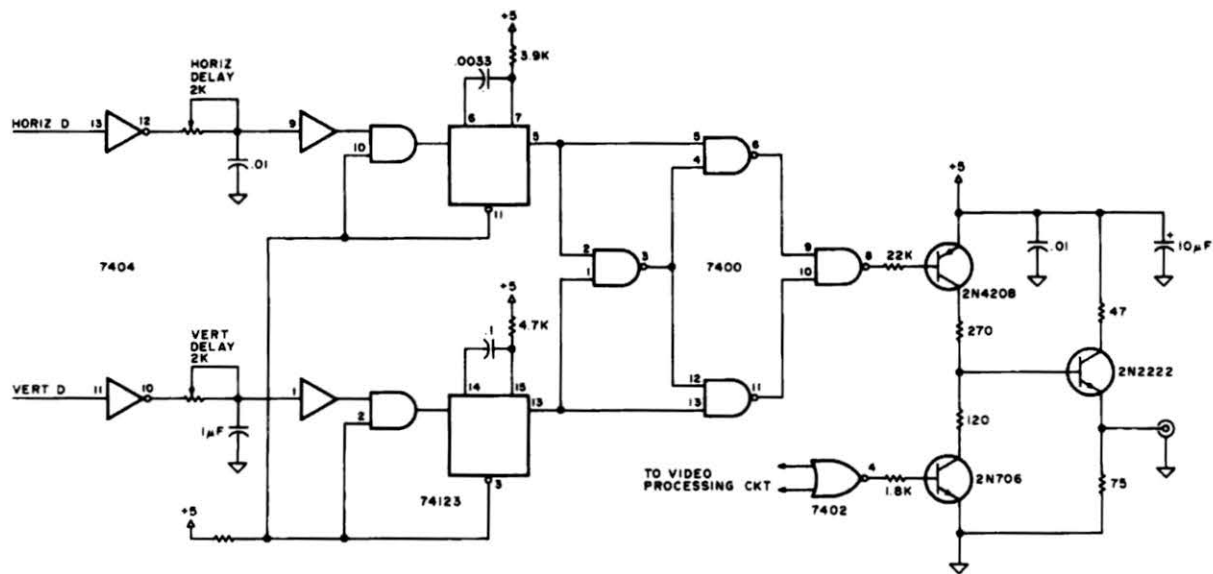 +5
3.9K
.0033
HORIZ
DELAY
2K
6
7
HORIZ D
13
12
9
10
5
.01
11
5
4
6
+5
7404
2
1
3
7400
9
10
8
22K
2N4208
.01
+
10µF
+5
4.7K
.1
270
47
VERT
DELAY
2K
14
15
2N2222
VERT D
11
10
1
2
13
12
13
11
1µF
120
3
74123
TO VIDEO
PROCESSING CKT
4
1.8K
2N706
75
7402
+5